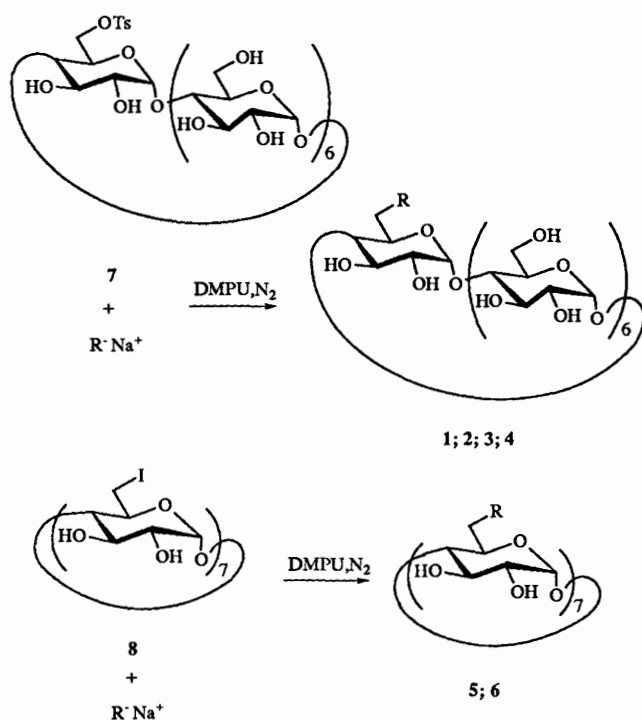 OTs
O
HO
OH
O
OH
O
HO
OH
O
6
7
+
R⁻ Na⁺
DMPU,N₂
R
O
HO
OH
O
OH
O
HO
OH
O
6
1; 2; 3; 4
I
O
HO
OH
O
7
8
+
R⁻ Na⁺
DMPU,N₂
R
O
HO
OH
O
7
5; 6